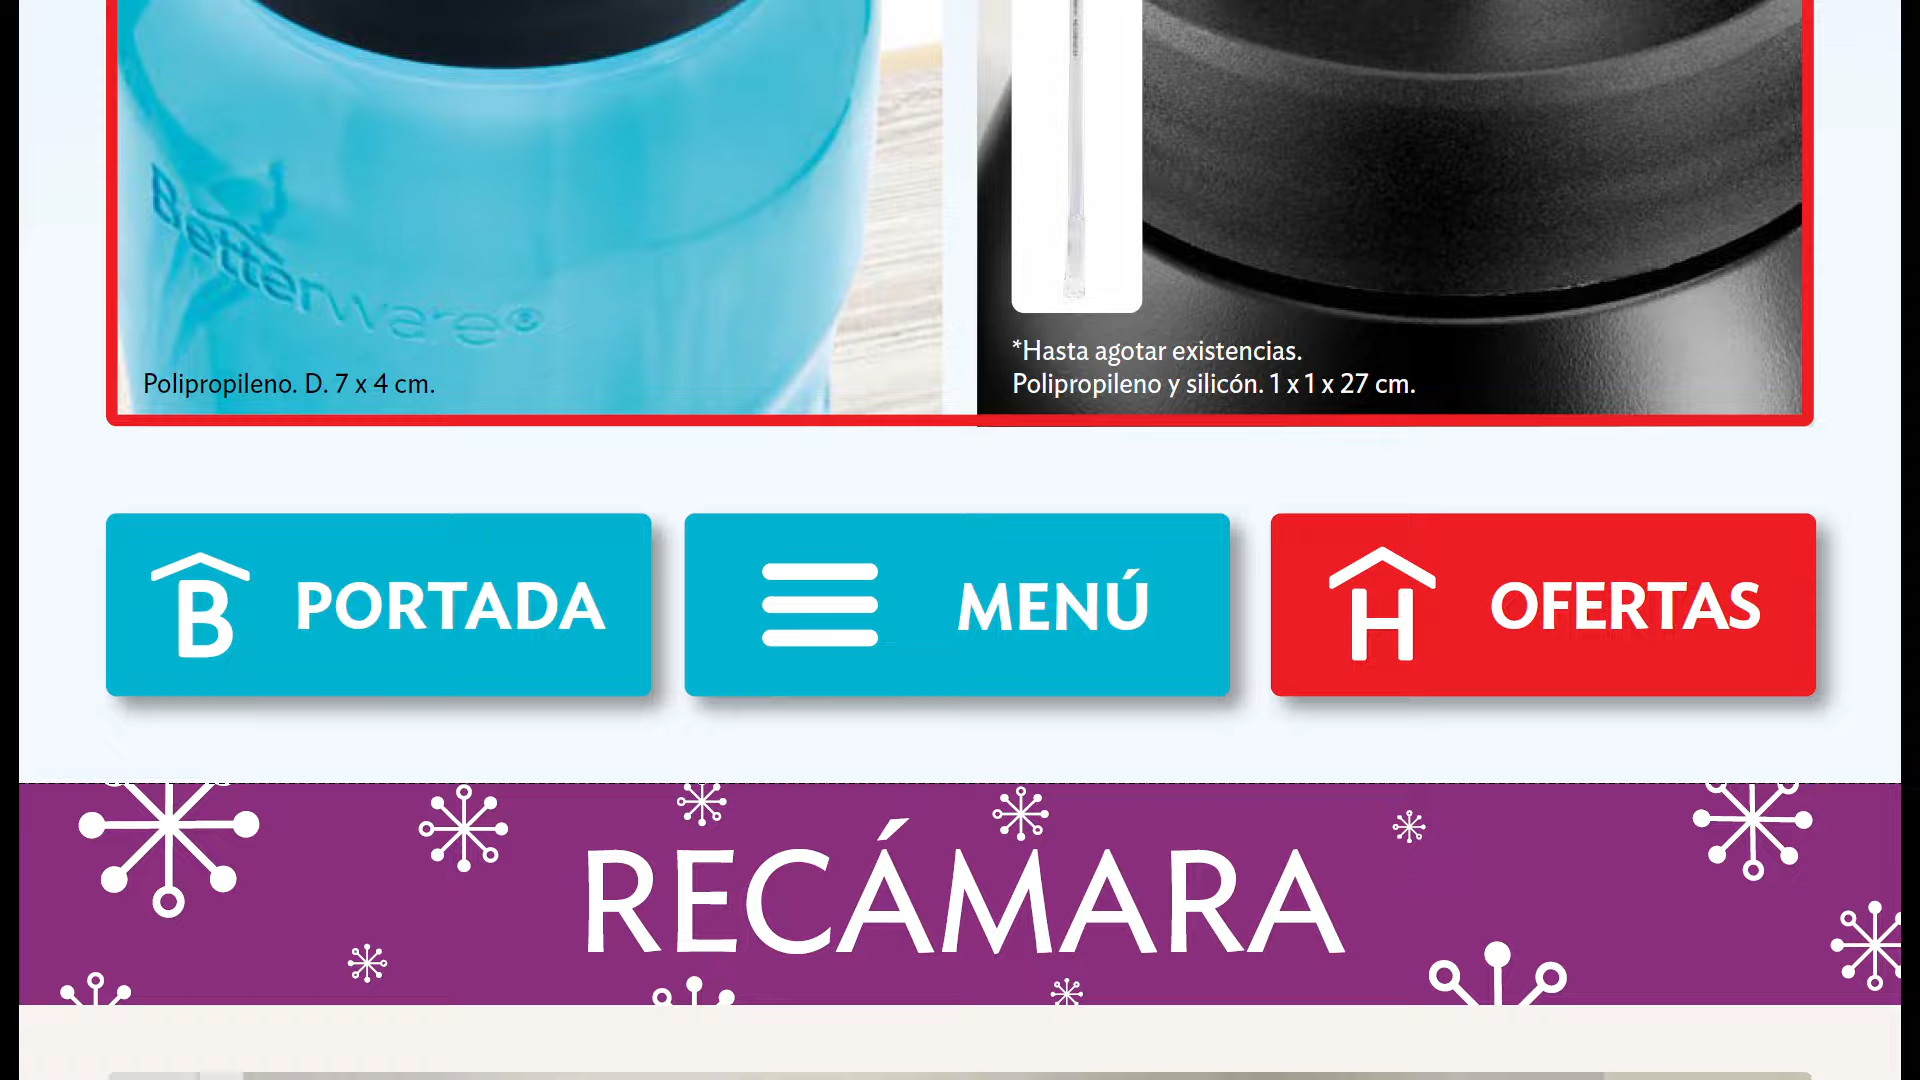 Betterware®
Polipropileno. D. 7 x 4 cm.
*Hasta agotar existencias.
Polipropileno y silicón. 1 x 1 x 27 cm.
B PORTADA
MENÚ
H OFERTAS
RECÁMARA